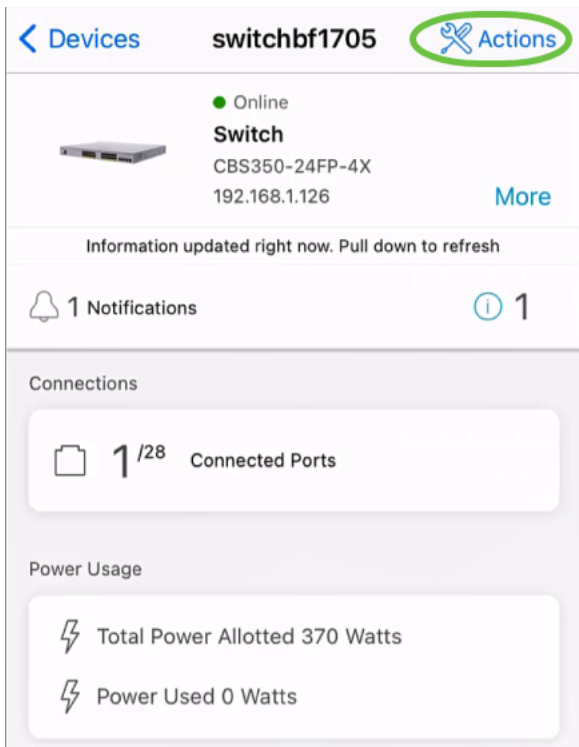 Devices switchbf1705 Actions
Online
Switch
CBS350-24FP-4X
192.168.1.126 More
Information updated right now. Pull down to refresh
1 Notifications 1
Connections
1/28 Connected Ports
Power Usage
Total Power Allotted 370 Watts
Power Used 0 Watts